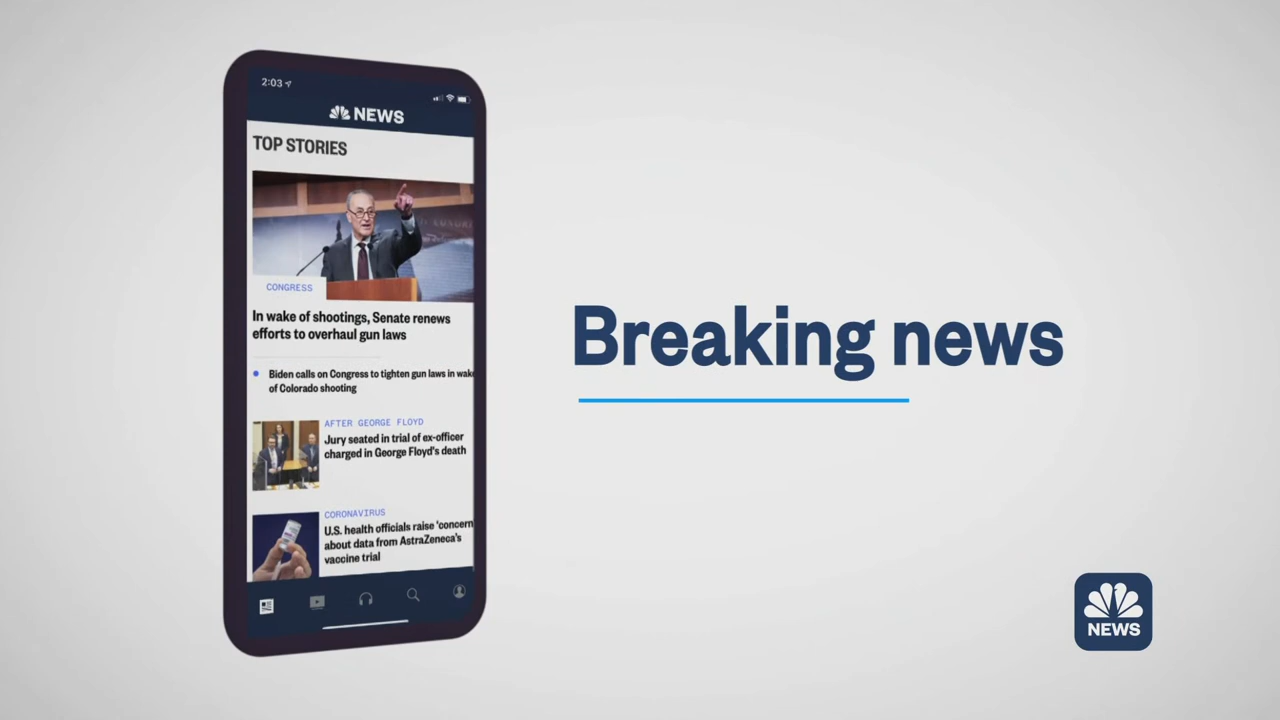 2:03
NEWS
TOP STORIES
CONGRESS
In wake of shootings, Senate renews
efforts to overhaul gun laws
Biden calls on Congress to tighten gun laws in wake
of Colorado shooting
AFTER GEORGE FLOYD
Jury seated in trial of ex-officer
charged in George Floyd's death
CORONAVIRUS
U.S. health officials raise 'concern
about data from AstraZeneca's
vaccine trial
Breaking news
NEWS